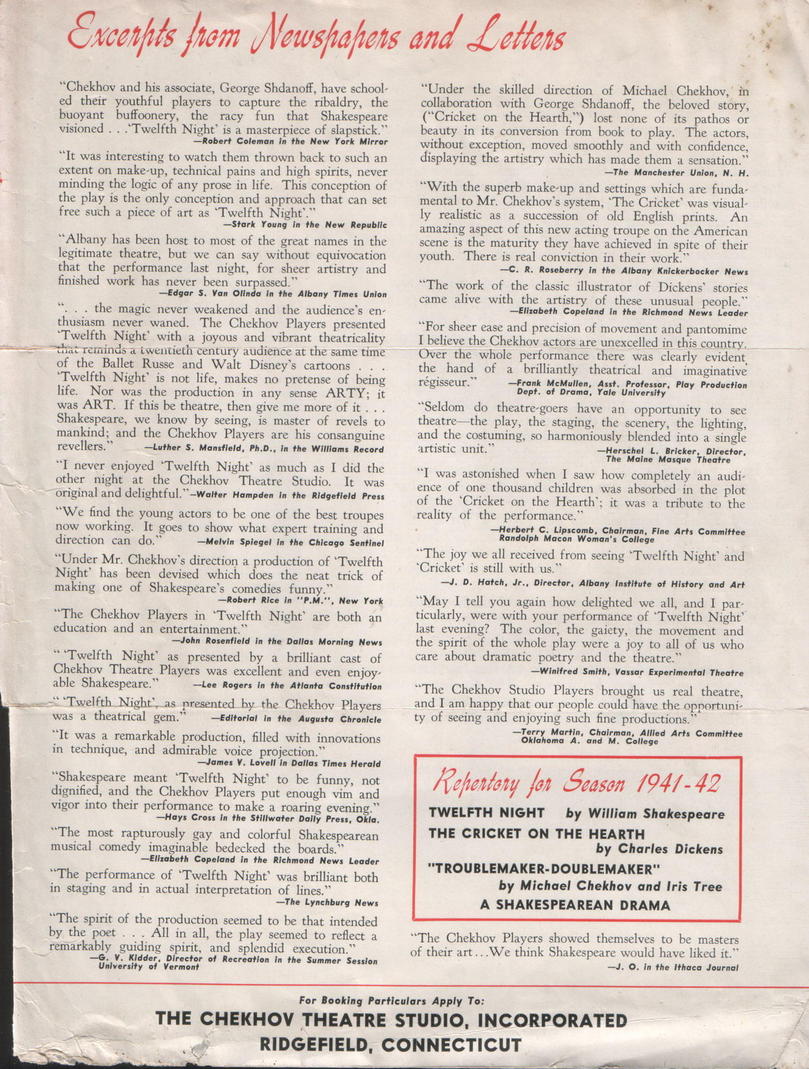 Excerpts from Newspapers and Letters
"Chekhov and his associate, George Shdanoff, have school-
ed their youthful players to capture the ribaldry, the
buoyant buffoonery, the racy fun that Shakespeare
visioned . . .'Twelfth Night' is a masterpiece of slapstick."
—Robert Coleman in the New York Mirror
"It was interesting to watch them thrown back to such an
extent on make-up, technical pains and high spirits, never
minding the logic of any prose in life. This conception of
the play is the only conception and approach that can set
free such a piece of art as 'Twelfth Night'."
—Stark Young in the New Republic
"Albany has been host to most of the great names in the
legitimate theatre, but we can say without equivocation
that the performance last night, for sheer artistry and
finished work has never been surpassed."
—Edgar S. Van Olinda in the Albany Times Union
". . . the magic never weakened and the audience's en-
thusiasm never waned. The Chekhov Players presented
'Twelfth Night' with a joyous and vibrant theatricality
that reminds a twentieth century audience at the same time
of the Ballet Russe and Walt Disney's cartoons . . .
'Twelfth Night' is not life, makes no pretense of being
life. Nor was the production in any sense ARTY; it
was ART. If this be theatre, then give me more of it . . .
Shakespeare, we know by seeing, is master of revels to
mankind; and the Chekhov Players are his consanguine
revellers." —Luther S. Mansfield, Ph.D., in the Williams Record
"I never enjoyed 'Twelfth Night' as much as I did the
other night at the Chekhov Theatre Studio. It was
original and delightful." —Walter Hampden in the Ridgefield Press
"We find the young actors to be one of the best troupes
now working. It goes to show what expert training and
direction can do." —Melvin Spiegel in the Chicago Sentinel
"Under Mr. Chekhov's direction a production of 'Twelfth
Night' has been devised which does the neat trick of
making one of Shakespeare's comedies funny."
—Robert Rice in "P.M.", New York
"The Chekhov Players in 'Twelfth Night' are both an
education and an entertainment."
—John Rosenfield in the Dallas Morning News
" 'Twelfth Night' as presented by a brilliant cast of
Chekhov Theatre Players was excellent and even enjoy-
able Shakespeare." —Lee Rogers in the Atlanta Constitution
" 'Twelfth Night', as presented by the Chekhov Players
was a theatrical gem." —Editorial in the Augusta Chronicle
"It was a remarkable production, filled with innovations
in technique, and admirable voice projection."
—James V. Lovell in Dallas Times Herald
"Shakespeare meant 'Twelfth Night' to be funny, not
dignified, and the Chekhov Players put enough vim and
vigor into their performance to make a roaring evening."
—Hays Cross in the Stillwater Daily Press, Okla.
"The most rapturously gay and colorful Shakespearean
musical comedy imaginable bedecked the boards."
—Elizabeth Copeland in the Richmond News Leader
"The performance of 'Twelfth Night' was brilliant both
in staging and in actual interpretation of lines."
—The Lynchburg News
"The spirit of the production seemed to be that intended
by the poet . . . All in all, the play seemed to reflect a
remarkably guiding spirit, and splendid execution."
—G. V. Kidder, Director of Recreation in the Summer Session
University of Vermont
"Under the skilled direction of Michael Chekhov, in
collaboration with George Shdanoff, the beloved story,
("Cricket on the Hearth,") lost none of its pathos or
beauty in its conversion from book to play. The actors,
without exception, moved smoothly and with confidence,
displaying the artistry which has made them a sensation."
—The Manchester Union, N. H.
"With the superb make-up and settings which are funda-
mental to Mr. Chekhov's system, 'The Cricket' was visual-
ly realistic as a succession of old English prints. An
amazing aspect of this new acting troupe on the American
scene is the maturity they have achieved in spite of their
youth. There is real conviction in their work."
—C. R. Roseberry in the Albany Knickerbocker News
"The work of the classic illustrator of Dickens' stories
came alive with the artistry of these unusual people."
—Elizabeth Copeland in the Richmond News Leader
"For sheer ease and precision of movement and pantomime
I believe the Chekhov actors are unexcelled in this country.
Over the whole performance there was clearly evident
the hand of a brilliantly theatrical and imaginative
régisseur." —Frank McMullen, Asst. Professor, Play Production
Dept. of Drama, Yale University
"Seldom do theatre-goers have an opportunity to see
theatre—the play, the staging, the scenery, the lighting,
and the costuming, so harmoniously blended into a single
artistic unit." —Herschel L. Bricker, Director,
The Maine Masque Theatre
"I was astonished when I saw how completely an audi-
ence of one thousand children was absorbed in the plot
of the 'Cricket on the Hearth'; it was a tribute to the
reality of the performance."
—Herbert C. Lipscomb, Chairman, Fine Arts Committee
Randolph Macon Woman's College
"The joy we all received from seeing 'Twelfth Night' and
'Cricket' is still with us."
—J. D. Hatch, Jr., Director, Albany Institute of History and Art
"May I tell you again how delighted we all, and I par-
ticularly, were with your performance of 'Twelfth Night'
last evening? The color, the gaiety, the movement and
the spirit of the whole play were a joy to all of us who
care about dramatic poetry and the theatre."
—Winifred Smith, Vassar Experimental Theatre
"The Chekhov Studio Players brought us real theatre,
and I am happy that our people could have the opportuni-
ty of seeing and enjoying such fine productions."
—Terry Martin, Chairman, Allied Arts Committee
Oklahoma A. and M. College
Repertory for Season 1941-42
TWELFTH NIGHT by William Shakespeare
THE CRICKET ON THE HEARTH
by Charles Dickens
"TROUBLEMAKER-DOUBLEMAKER"
by Michael Chekhov and Iris Tree
A SHAKESPEAREAN DRAMA
"The Chekhov Players showed themselves to be masters
of their art...We think Shakespeare would have liked it."
—J. O. in the Ithaca Journal
For Booking Particulars Apply To:
THE CHEKHOV THEATRE STUDIO, INCORPORATED
RIDGEFIELD, CONNECTICUT